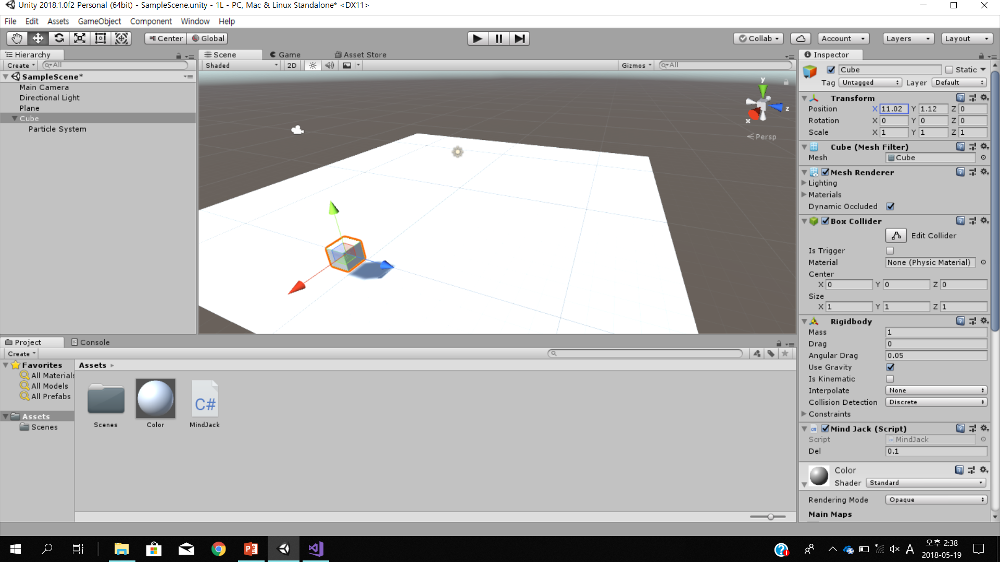 Unity 2018.1.0f2 Personal (64bit) - SampleScene.unity - 1L - PC, Mac & Linux Standalone* <DX11>
File Edit Assets GameObject Component Window Help
Center Global Collab Account Layers Layout
Hierarchy
Create All
SampleScene*
Main Camera
Directional Light
Plane
Cube
Particle System
Scene Game Asset Store
Shaded 2D Gizmos All
y
z
x
Persp
Inspector
Cube Static
Tag Untagged Layer Default
Transform
Position X 11.02 Y 1.12 Z 0
Rotation X 0 Y 0 Z 0
Scale X 1 Y 1 Z 1
Cube (Mesh Filter)
Mesh Cube
Mesh Renderer
Lighting
Materials
Dynamic Occluded
Box Collider
Edit Collider
Is Trigger
Material None (Physic Material)
Center
X 0 Y 0 Z 0
Size
X 1 Y 1 Z 1
Rigidbody
Mass 1
Drag 0
Angular Drag 0.05
Use Gravity
Is Kinematic
Interpolate None
Collision Detection Discrete
Constraints
Mind Jack (Script)
Script MindJack
Del 0.1
Color
Shader Standard
Rendering Mode Opaque
Main Maps
Project Console
Create
Favorites
All Materials
All Models
All Prefabs
Assets
Scenes
Assets
C#
Scenes Color MindJack
A
오후 2:38
2018-05-19